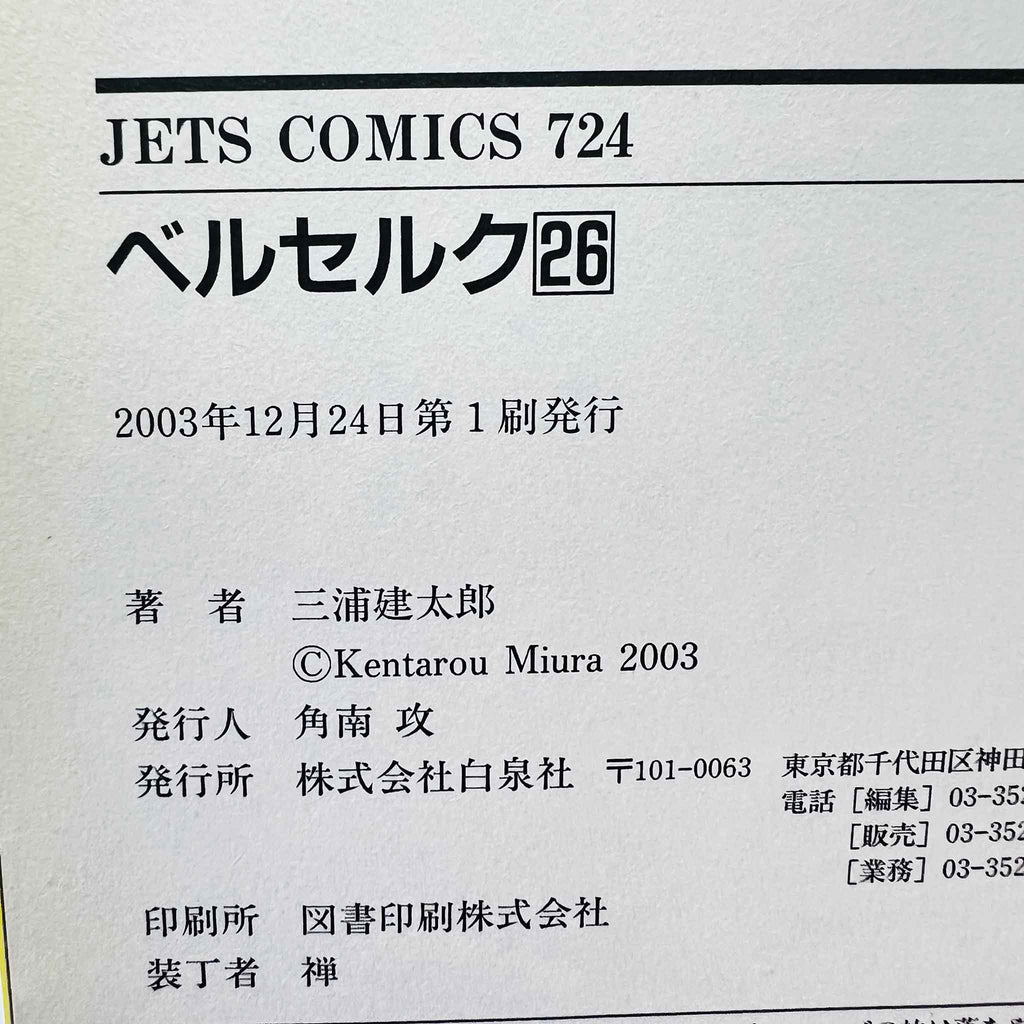 JETS COMICS 724
ベルセルク26
2003年12月24日第1刷発行
著 者 三浦建太郎
©Kentarou Miura 2003
発行人 角南 攻
発行所 株式会社白泉社 〒101-0063 東京都千代田区神田
電話［編集］03-35
［販売］03-352
［業務］03-352
印刷所 図書印刷株式会社
装丁者 禅